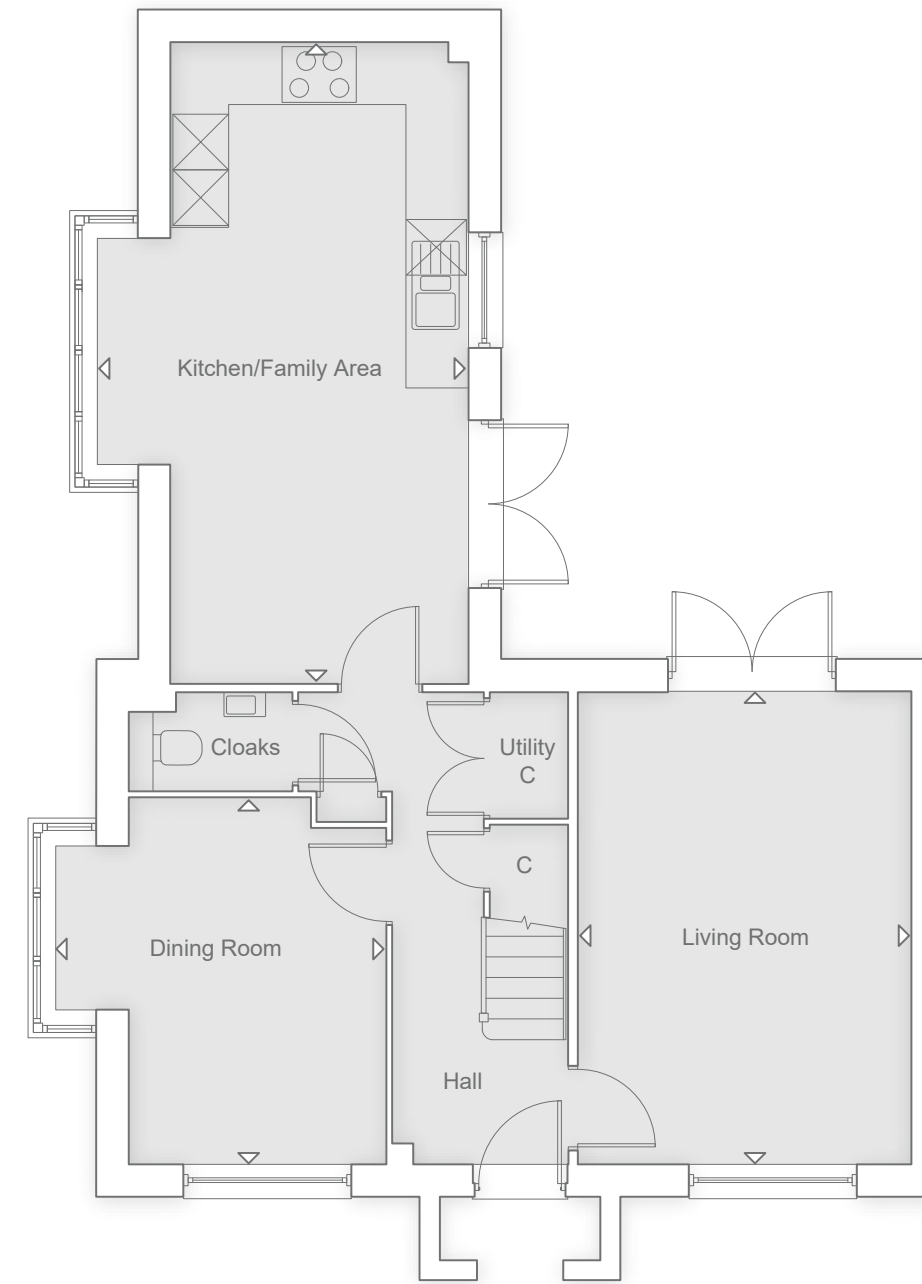 Kitchen/Family Area
Cloaks
Utility
C
C
Dining Room
Living Room
Hall